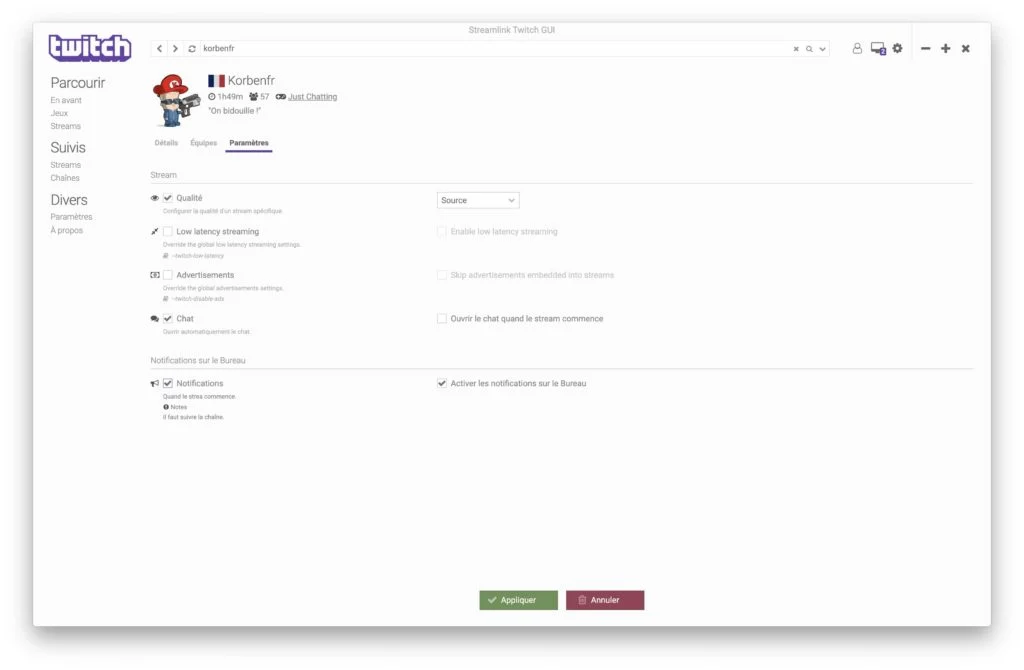 Streamlink Twitch GUI
twitch
korbenfr
2
Parcourir
En avant
Jeux
Streams
Suivis
Streams
Chaînes
Divers
Paramètres
À propos
Korbenfr
1h49m 57 Just Chatting
"On bidouille !"
Détails Équipes Paramètres
Stream
Qualité Source
Configurer la qualité d'un stream spécifique.
Low latency streaming Enable low latency streaming
Override the global low latency streaming settings.
--twitch-low-latency
Advertisements Skip advertisements embedded into streams
Override the global advertisements settings.
--twitch-disable-ads
Chat Ouvrir le chat quand le stream commence
Ouvrir automatiquement le chat
Notifications sur le Bureau
Notifications Activer les notifications sur le Bureau
Quand le strea commence.
Notes
Il faut suivre la chaîne.
Appliquer Annuler